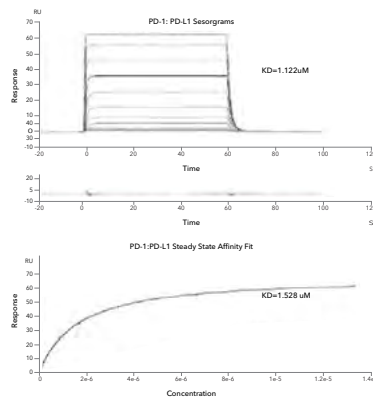 RU
PD-1: PD-L1 Sesorgrams
70
60
50
40
30
20
10
40
0
30
-10
Response
KD=1.122uM
-20
0
20
40
60
80
100
12
Time
S
20
5
-10
-20
0
20
40
60
80
100
12
Time
S
PD-1:PD-L1 Steady State Affinity Fit
RU
70
60
50
40
30
20
10
0
Response
KD=1.528 uM
0
2e-6
4e-6
6e-6
8e-6
1e-5
1.2e-5
1.4e
Concentration